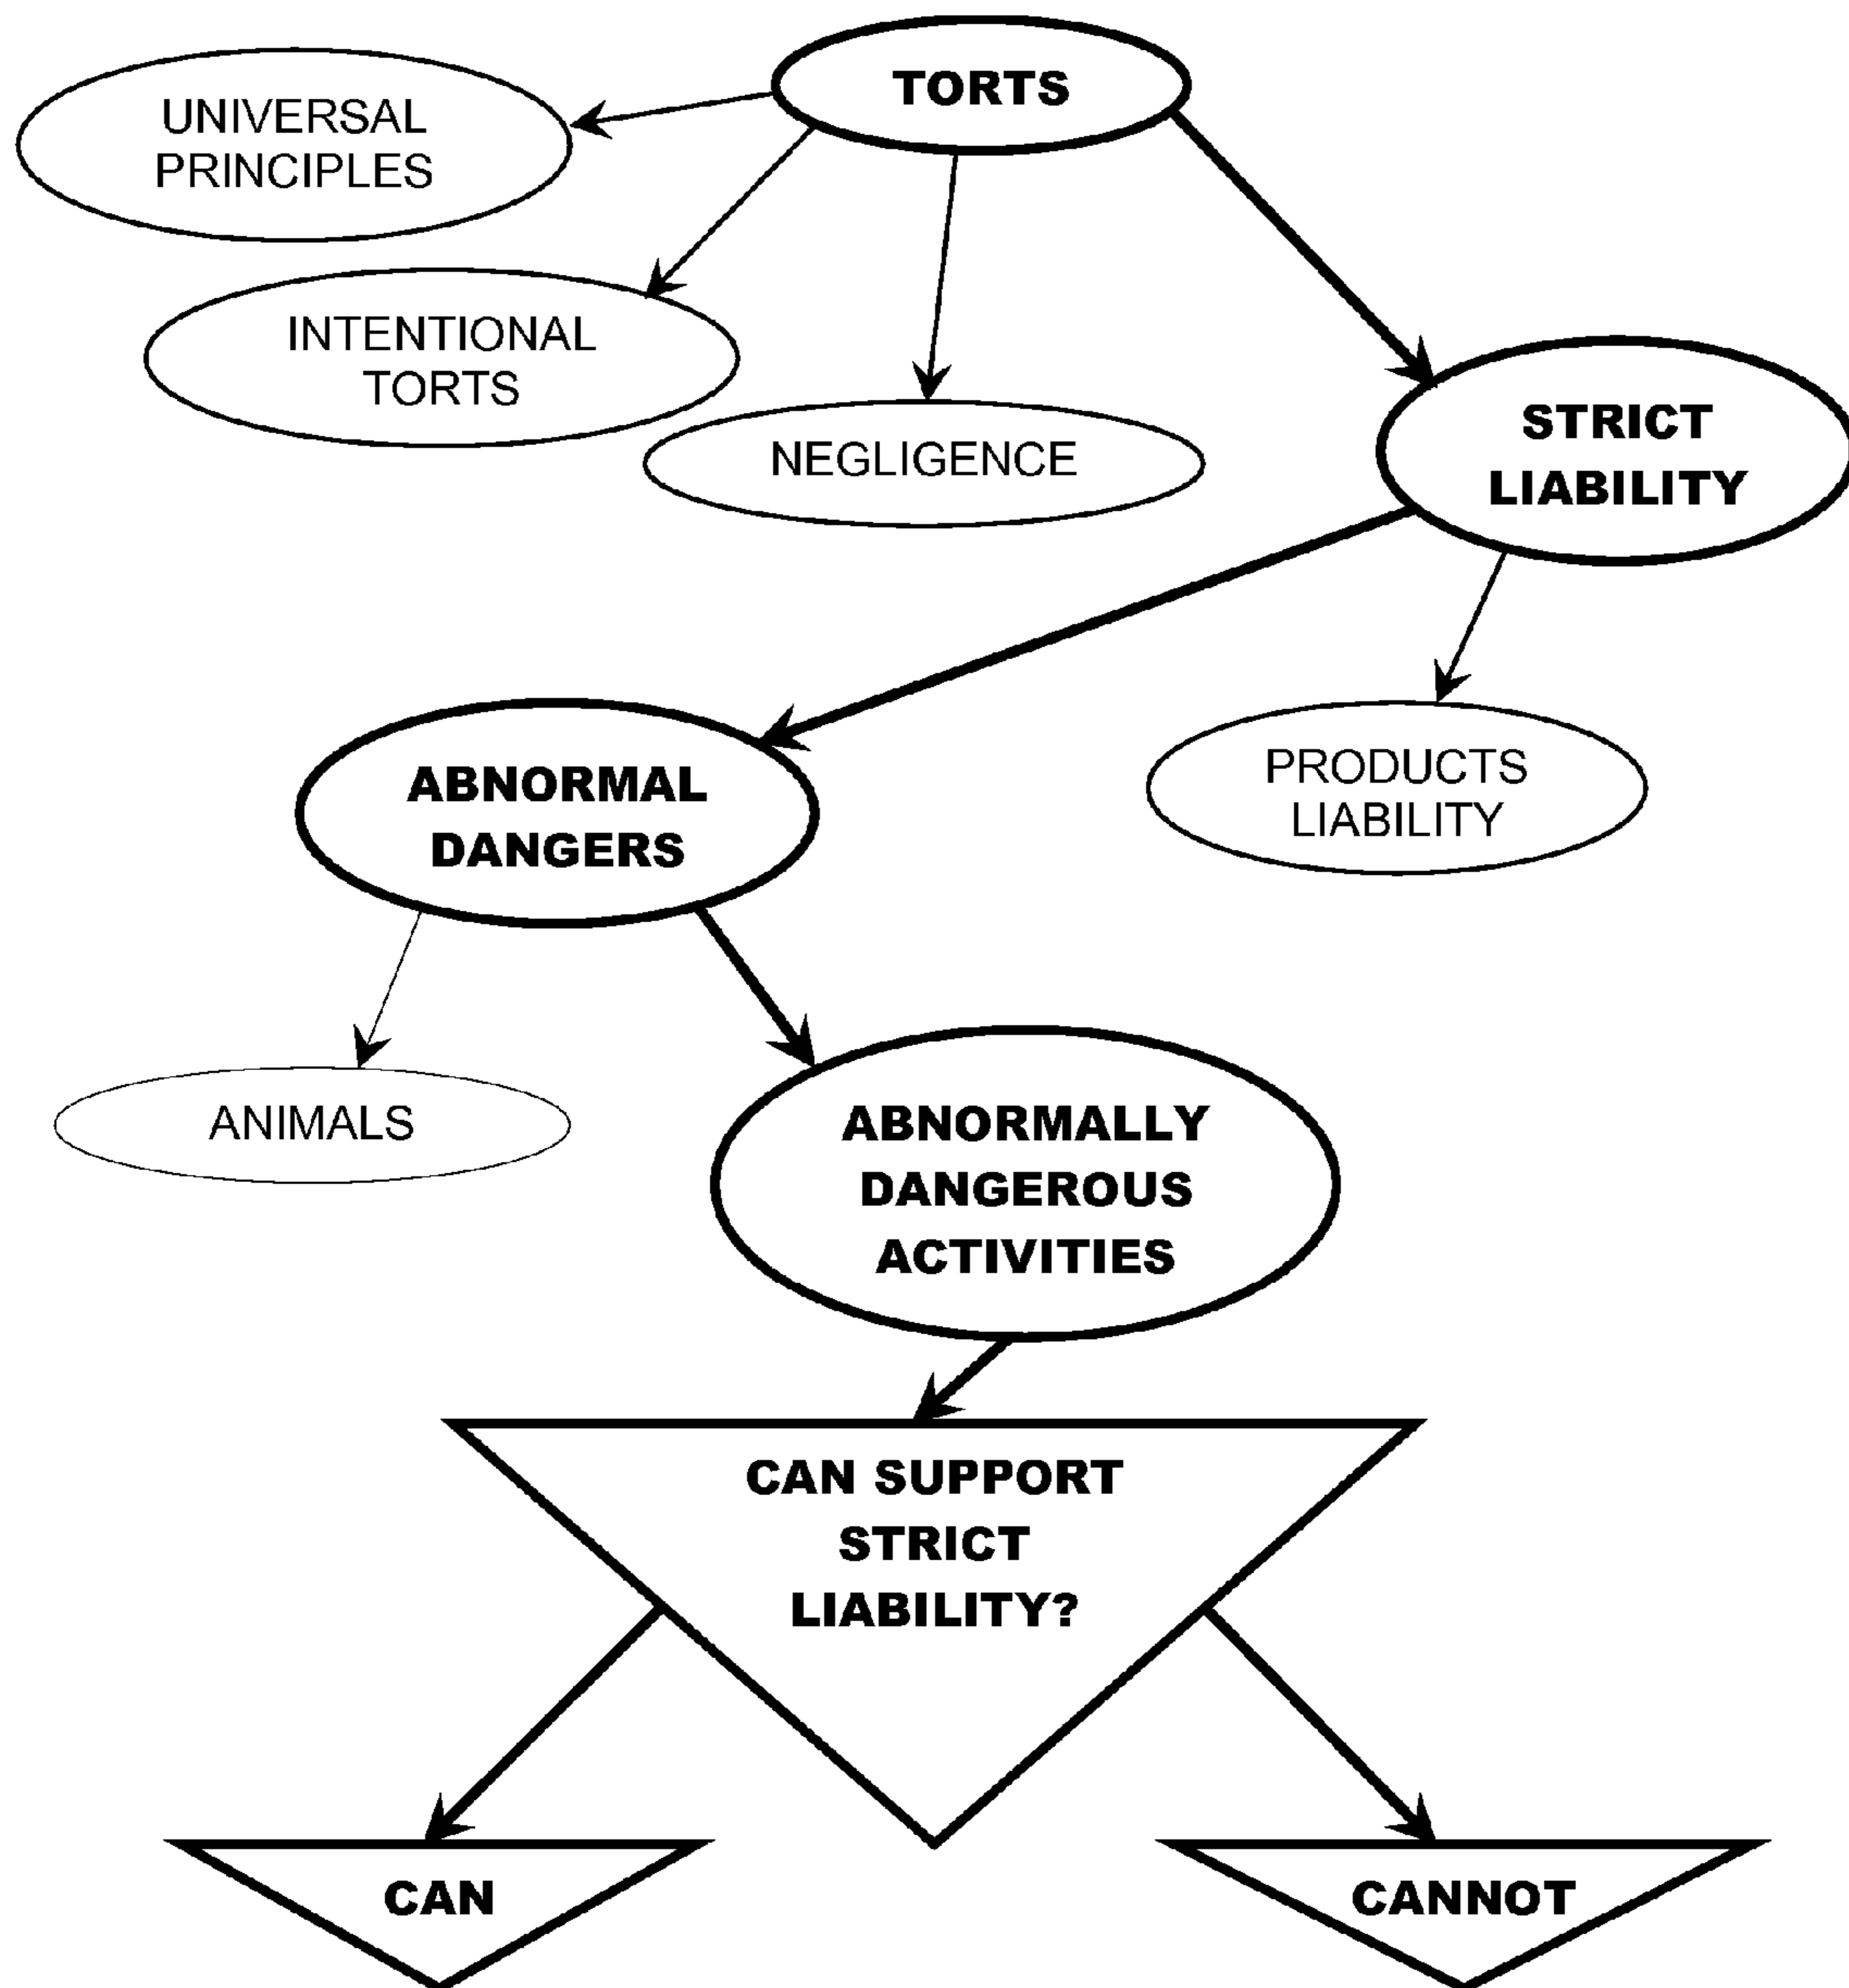 TORTS
UNIVERSAL
PRINCIPLES
INTENTIONAL
TORTS
NEGLIGENCE
STRICT
LIABILITY
ABNORMAL
DANGERS
PRODUCTS
LIABILITY
ANIMALS
ABNORMALLY
DANGEROUS
ACTIVITIES
CAN SUPPORT
STRICT
LIABILITY?
CAN
CANNOT